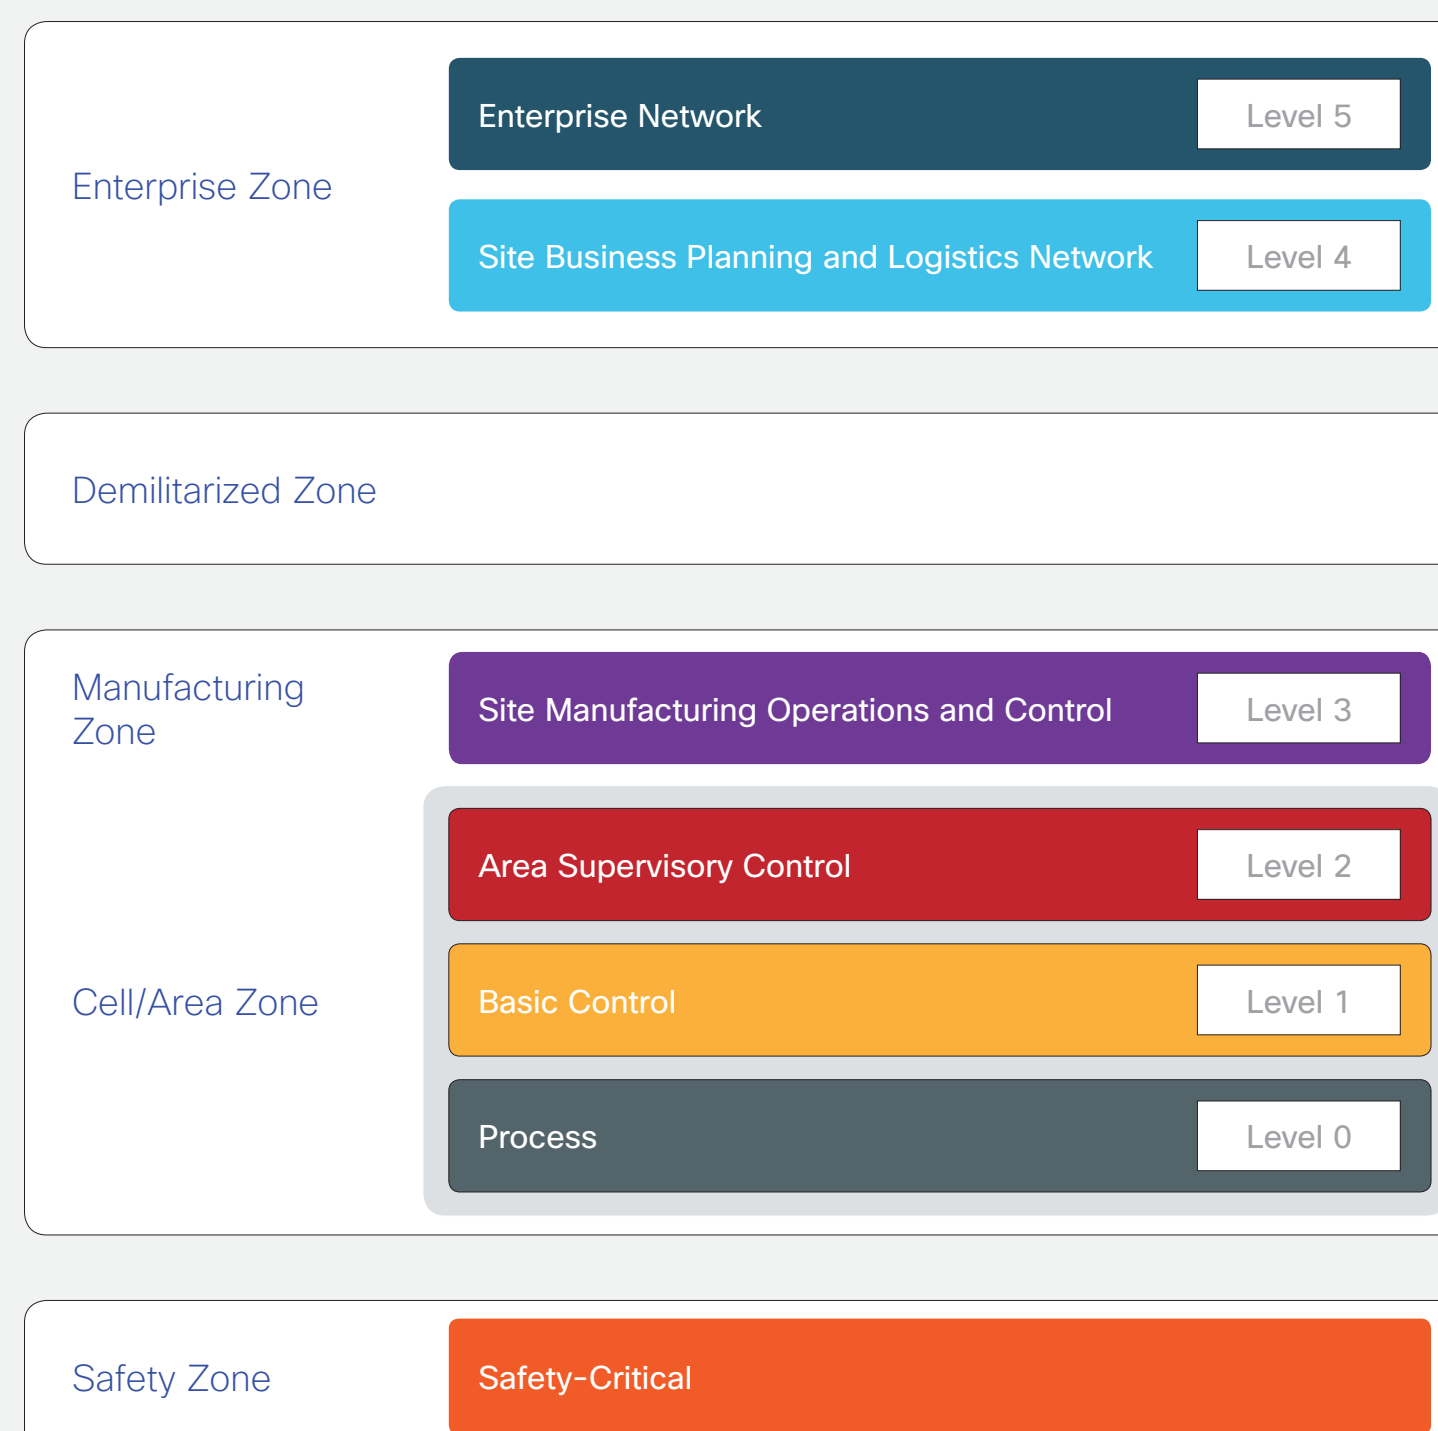 Enterprise Zone
Enterprise Network
Level 5
Site Business Planning and Logistics Network
Level 4
Demilitarized Zone
Manufacturing
Zone
Site Manufacturing Operations and Control
Level 3
Cell/Area Zone
Area Supervisory Control
Level 2
Basic Control
Level 1
Process
Level 0
Safety Zone
Safety-Critical